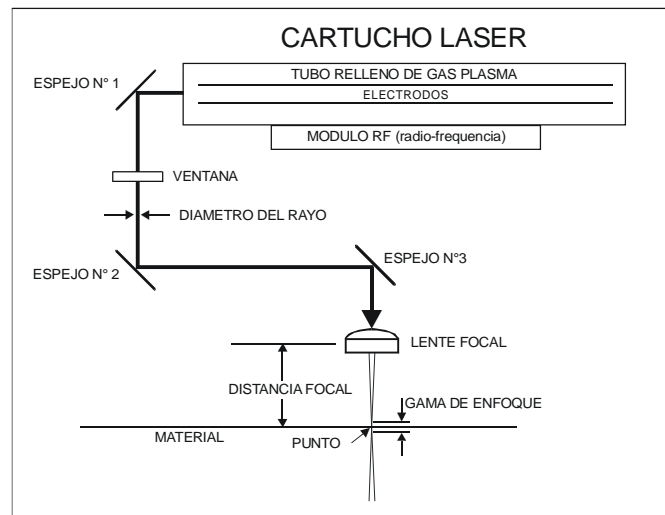 CARTUCHO LASER
TUBO RELLENO DE GAS PLASMA
ELECTRODOS
ESPEJO N° 1
MODULO RF (radio-frequencia)
VENTANA
DIAMETRO DEL RAYO
ESPEJO N° 2
ESPEJO N°3
LENTE FOCAL
DISTANCIA FOCAL
GAMA DE ENFOQUE
MATERIAL
PUNTO